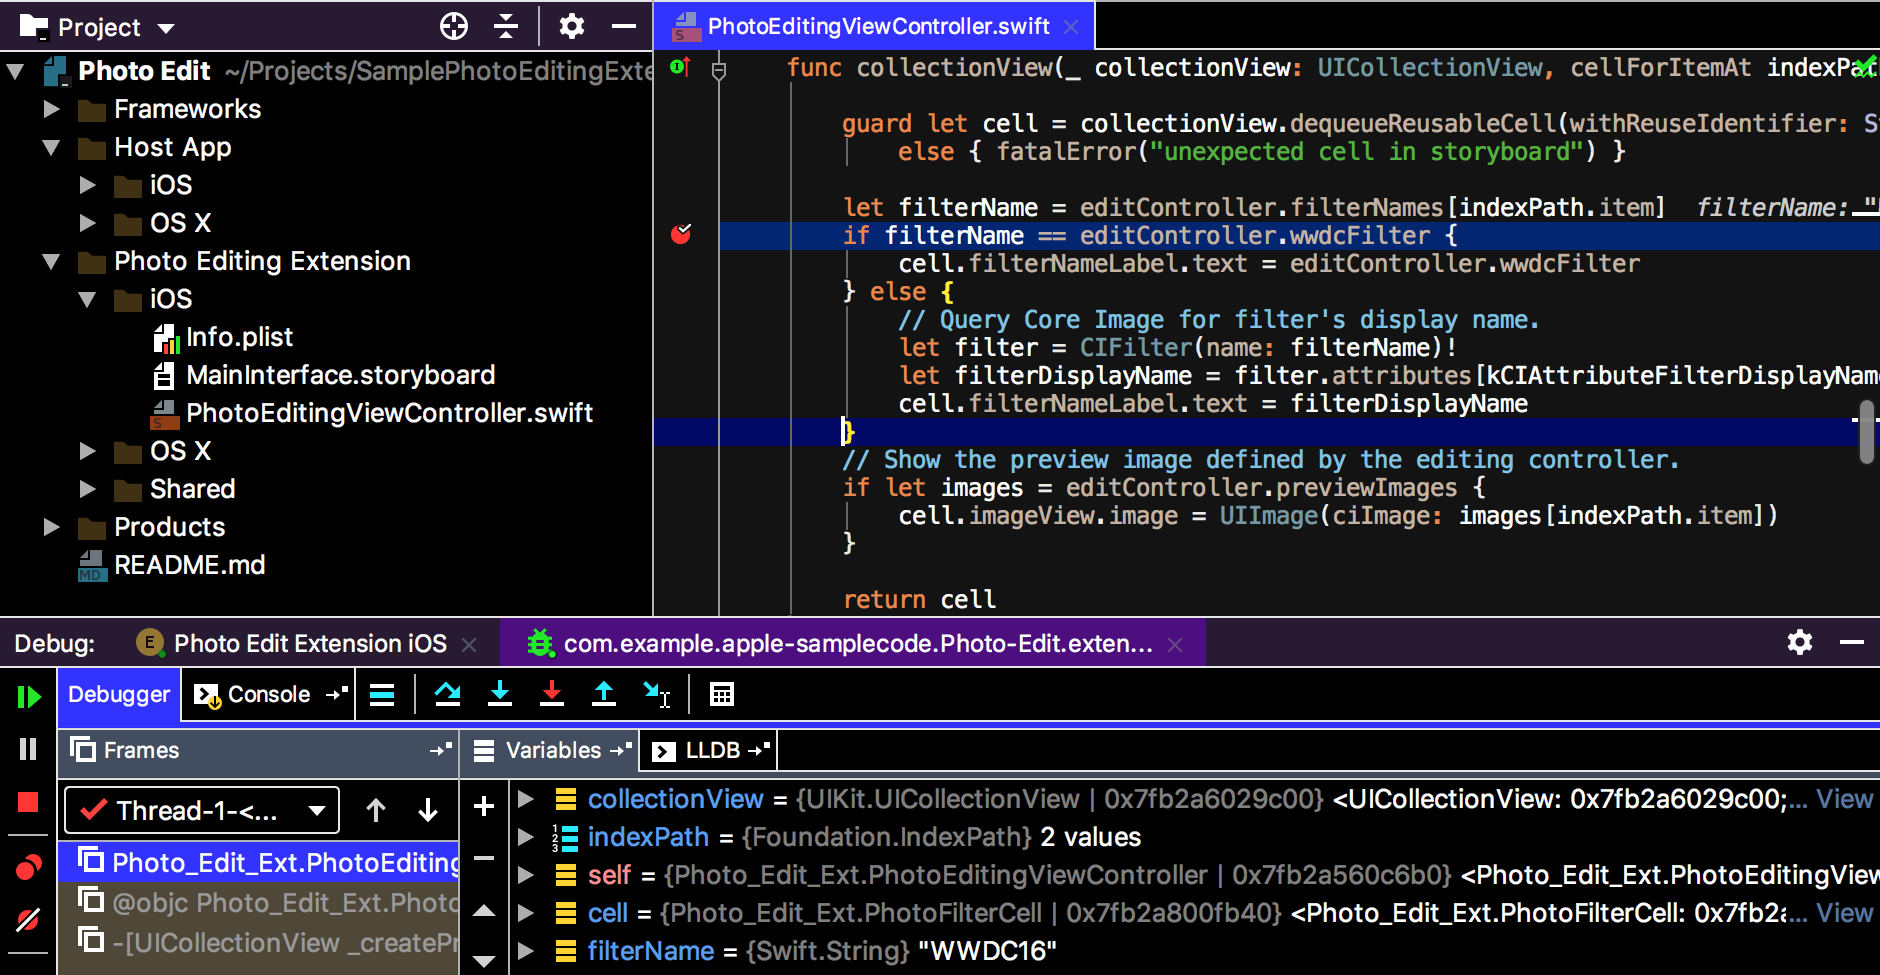 Project
Photo Edit ~/Projects/SamplePhotoEditingExte
Frameworks
Host App
iOS
OS X
Photo Editing Extension
iOS
Info.plist
MainInterface.storyboard
PhotoEditingViewController.swift
OS X
Shared
Products
README.md
PhotoEditingViewController.swift
func collectionView(_ collectionView: UICollectionView, cellForItemAt indexPath
guard let cell = collectionView.dequeueReusableCell(withReuseIdentifier: St
else { fatalError("unexpected cell in storyboard") }
let filterName = editController.filterNames[indexPath.item] filterName: "
if filterName == editController.wwdcFilter {
cell.filterNameLabel.text = editController.wwdcFilter
} else {
// Query Core Image for filter's display name.
let filter = CIFilter(name: filterName)!
let filterDisplayName = filter.attributes[kCIAttributeFilterDisplayName
cell.filterNameLabel.text = filterDisplayName
}
// Show the preview image defined by the editing controller.
if let images = editController.previewImages {
cell.imageView.image = UIImage(ciImage: images[indexPath.item])
}
return cell
Debug: Photo Edit Extension iOS com.example.apple-samplecode.Photo-Edit.exten...
Debugger Console
Frames Variables LLDB
Thread-1-<...
Photo_Edit_Ext.PhotoEditing
@objc Photo_Edit_Ext.Photo
-[UICollectionView _createPr
collectionView = {UIKit.UICollectionView | 0x7fb2a6029c00} <UICollectionView: 0x7fb2a6029c00;... View
indexPath = {Foundation.IndexPath} 2 values
self = {Photo_Edit_Ext.PhotoEditingViewController | 0x7fb2a560c6b0} <Photo_Edit_Ext.PhotoEditingView
cell = {Photo_Edit_Ext.PhotoFilterCell | 0x7fb2a800fb40} <Photo_Edit_Ext.PhotoFilterCell: 0x7fb2a... View
filterName = {Swift.String} "WWDC16"